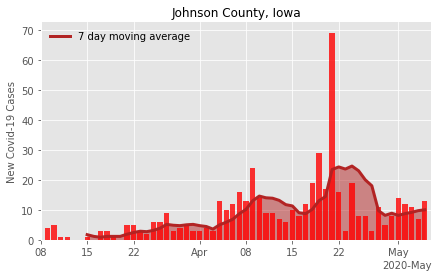 Johnson County, Iowa
7 day moving average
New Covid-19 Cases
70
60
50
40
30
20
10
0
08
15
22
Apr
08
15
22
May
2020-May